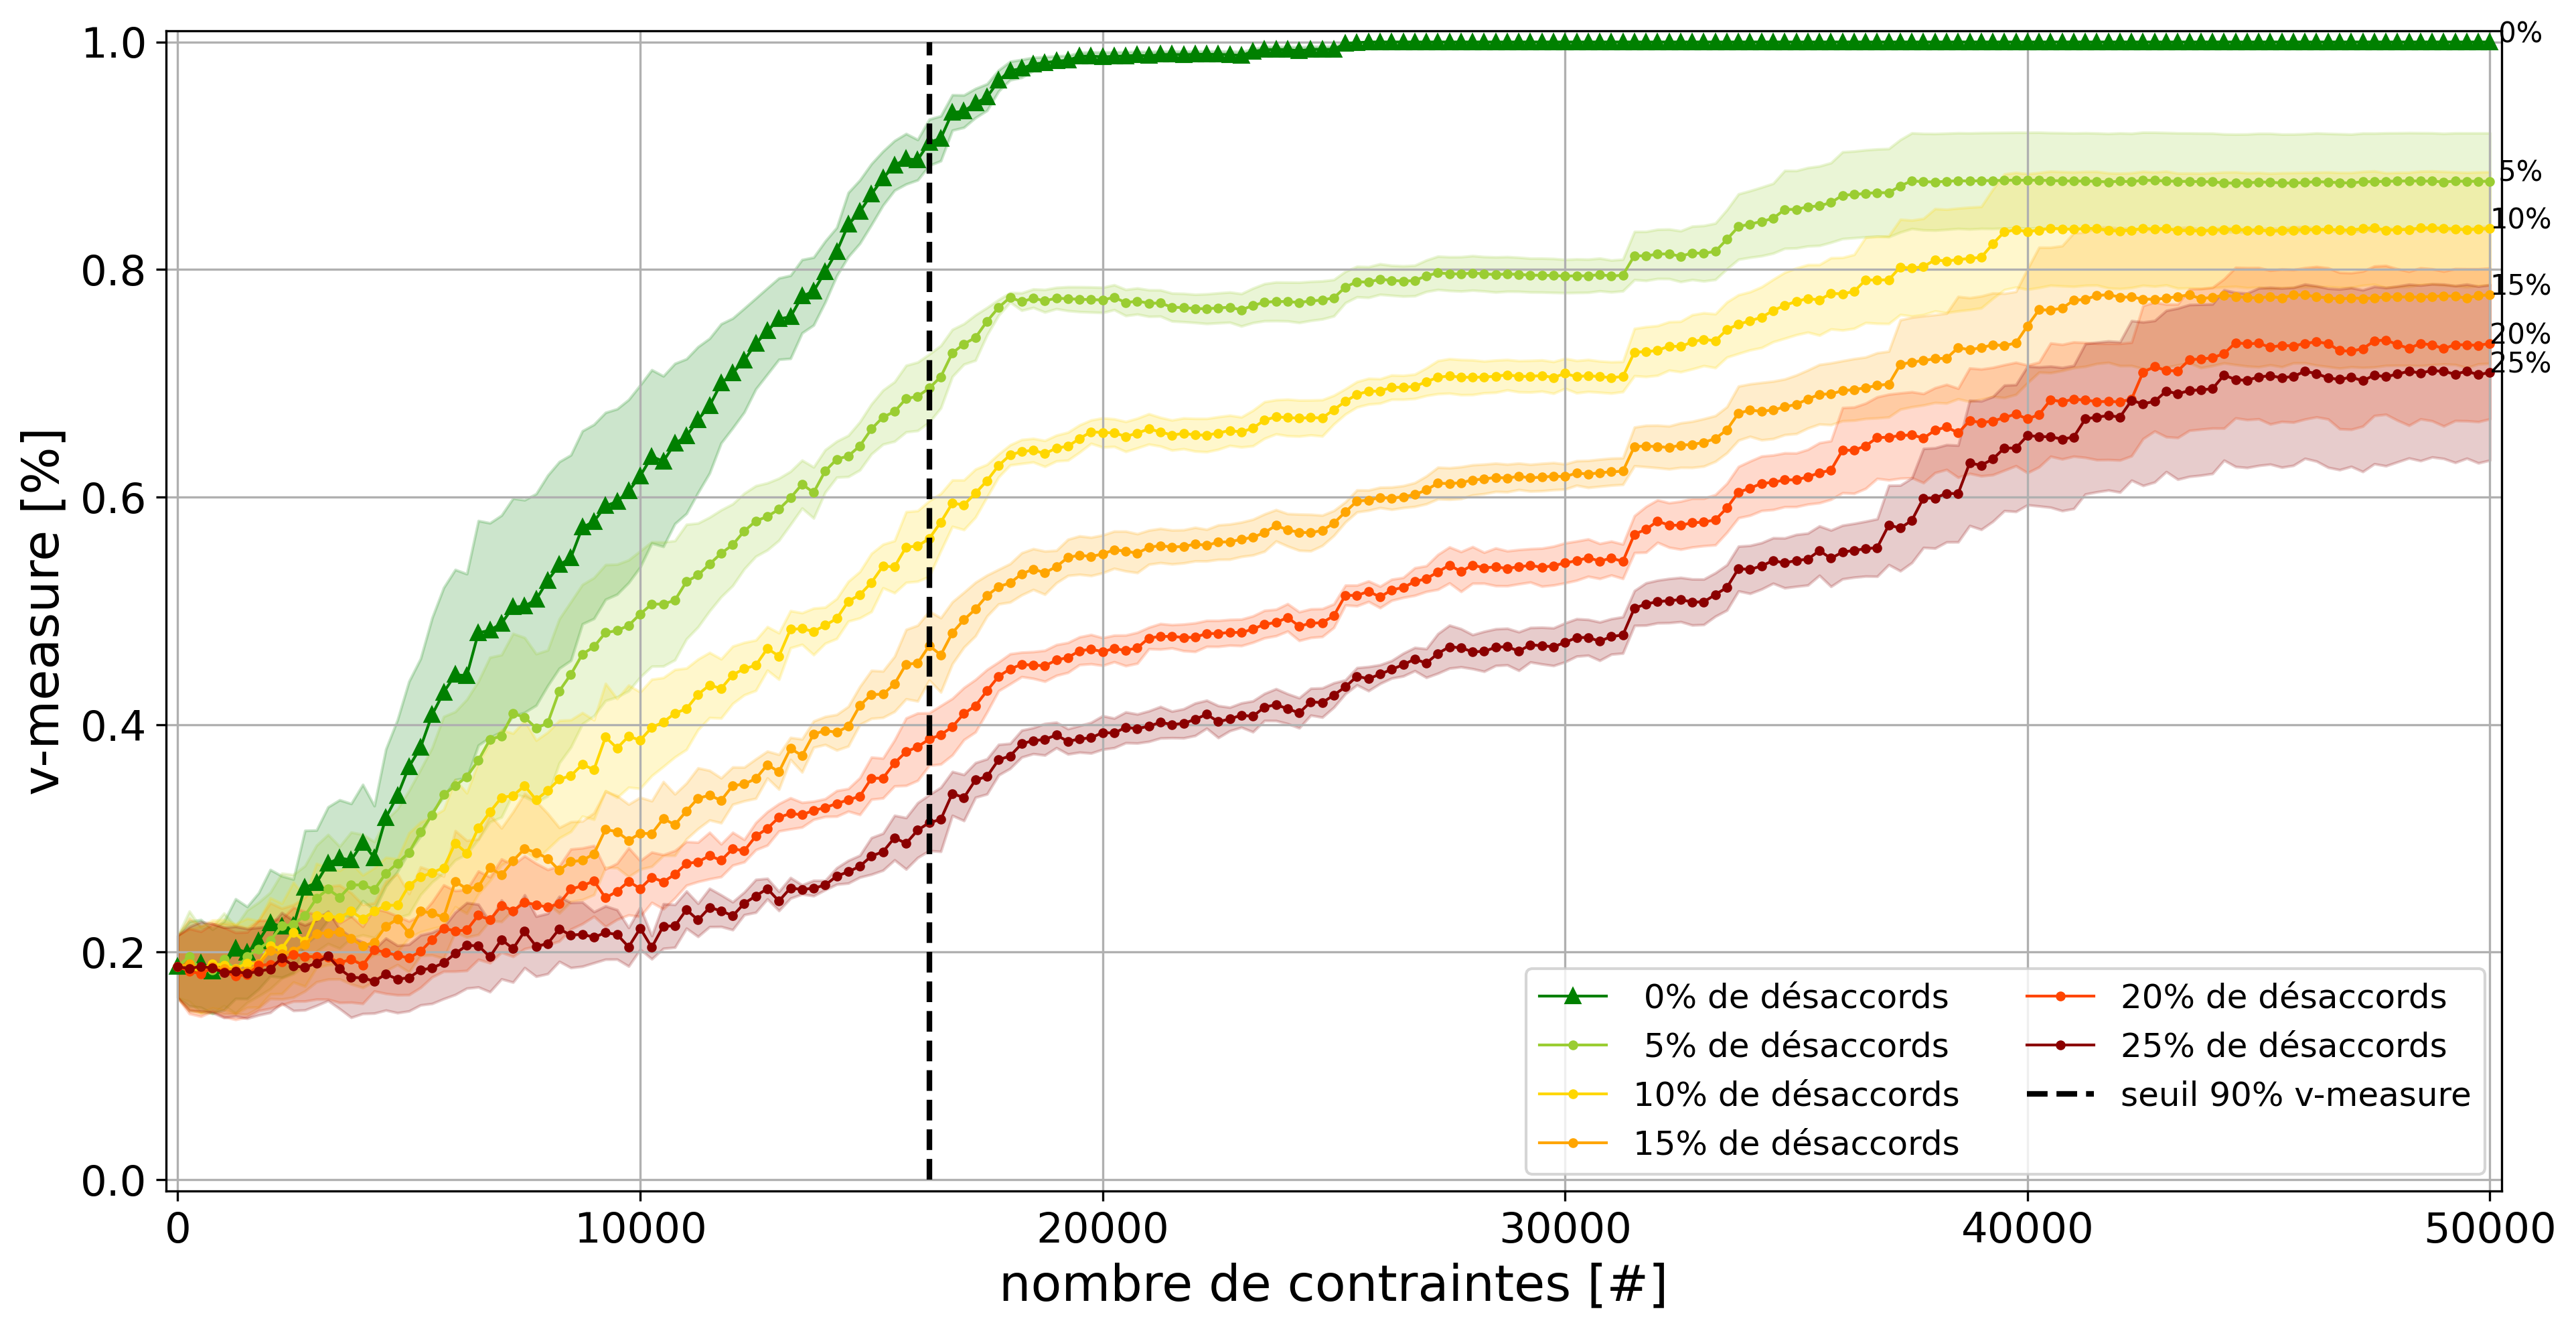 1.0
0.8
0.6
0.4
0.2
0.0
v-measure [%]
0%
5%
10%
15%
20%
25%
0% de désaccords
5% de désaccords
10% de désaccords
15% de désaccords
20% de désaccords
25% de désaccords
seuil 90% v-measure
0
10000
20000
30000
40000
50000
nombre de contraintes [#]